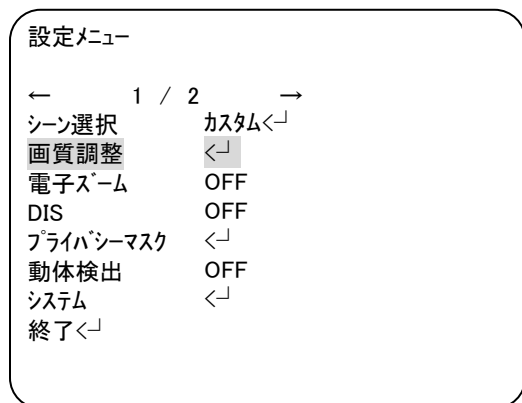 設定メニュー
← 1 / 2 →
シーン選択 カスタム<┘
画質調整 <┘
電子ズーム OFF
DIS OFF
プライバシーマスク <┘
動体検出 OFF
システム <┘
終了<┘